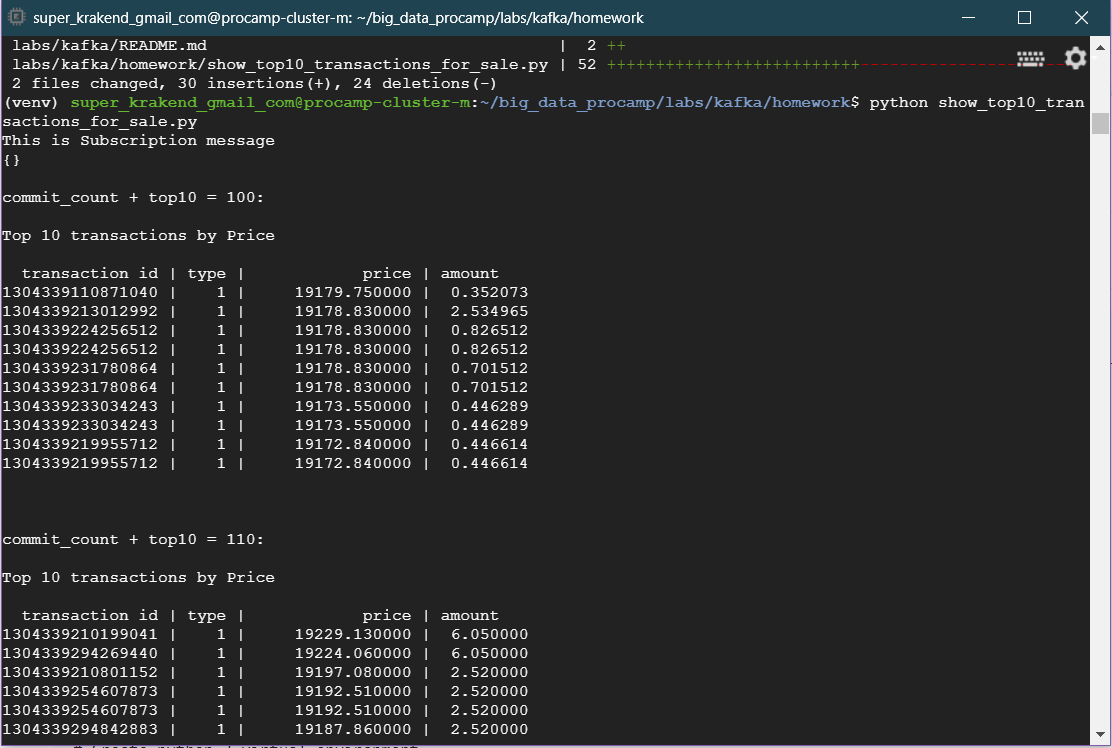 super_krakend_gmail_com@procamp-cluster-m: ~/big_data_procamp/labs/kafka/homework
labs/kafka/README.md | 2 ++
labs/kafka/homework/show_top10_transactions_for_sale.py | 52 ++++++++++++++++++++++++++------------------------
2 files changed, 30 insertions(+), 24 deletions(-)
(venv) super_krakend_gmail_com@procamp-cluster-m:~/big_data_procamp/labs/kafka/homework$ python show_top10_tran
sactions_for_sale.py
This is Subscription message
{}
commit_count + top10 = 100:
Top 10 transactions by Price
transaction id | type | price | amount
1304339110871040 | 1 | 19179.750000 | 0.352073
1304339213012992 | 1 | 19178.830000 | 2.534965
1304339224256512 | 1 | 19178.830000 | 0.826512
1304339224256512 | 1 | 19178.830000 | 0.826512
1304339231780864 | 1 | 19178.830000 | 0.701512
1304339231780864 | 1 | 19178.830000 | 0.701512
1304339233034243 | 1 | 19173.550000 | 0.446289
1304339233034243 | 1 | 19173.550000 | 0.446289
1304339219955712 | 1 | 19172.840000 | 0.446614
1304339219955712 | 1 | 19172.840000 | 0.446614
commit_count + top10 = 110:
Top 10 transactions by Price
transaction id | type | price | amount
1304339210199041 | 1 | 19229.130000 | 6.050000
1304339294269440 | 1 | 19224.060000 | 6.050000
1304339210801152 | 1 | 19197.080000 | 2.520000
1304339254607873 | 1 | 19192.510000 | 2.520000
1304339254607873 | 1 | 19192.510000 | 2.520000
1304339294842883 | 1 | 19187.860000 | 2.520000